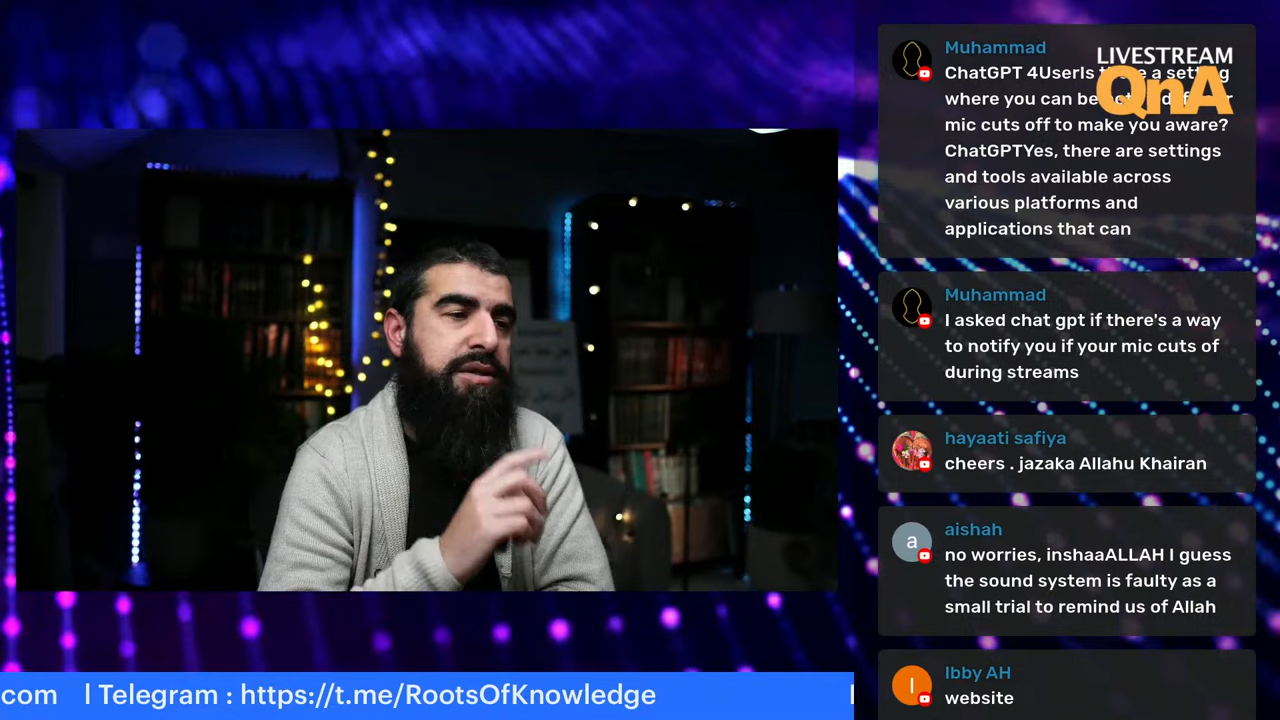 LIVESTREAM
QnA
Muhammad
ChatGPT 4UserIs a
where you can be
mic cuts off to make you aware?
ChatGPTYes, there are settings
and tools available across
various platforms and
applications that can
Muhammad
I asked chat gpt if there's a way
to notify you if your mic cuts of
during streams
hayaati safiya
cheers . jazaka Allahu Khairan
a
aishah
no worries, inshaaALLAH I guess
the sound system is faulty as a
small trial to remind us of Allah
I
Ibby AH
website
com l Telegram : https://t.me/RootsOfKnowledge